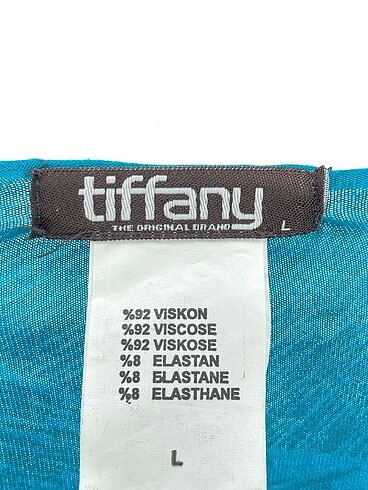 tiffany
THE ORIGINAL BRAND L
%92 VISKON
%92 VISCOSE
%92 VISKOSE
%8 ELASTAN
%8 ELASTANE
%8 ELASTHANE
L